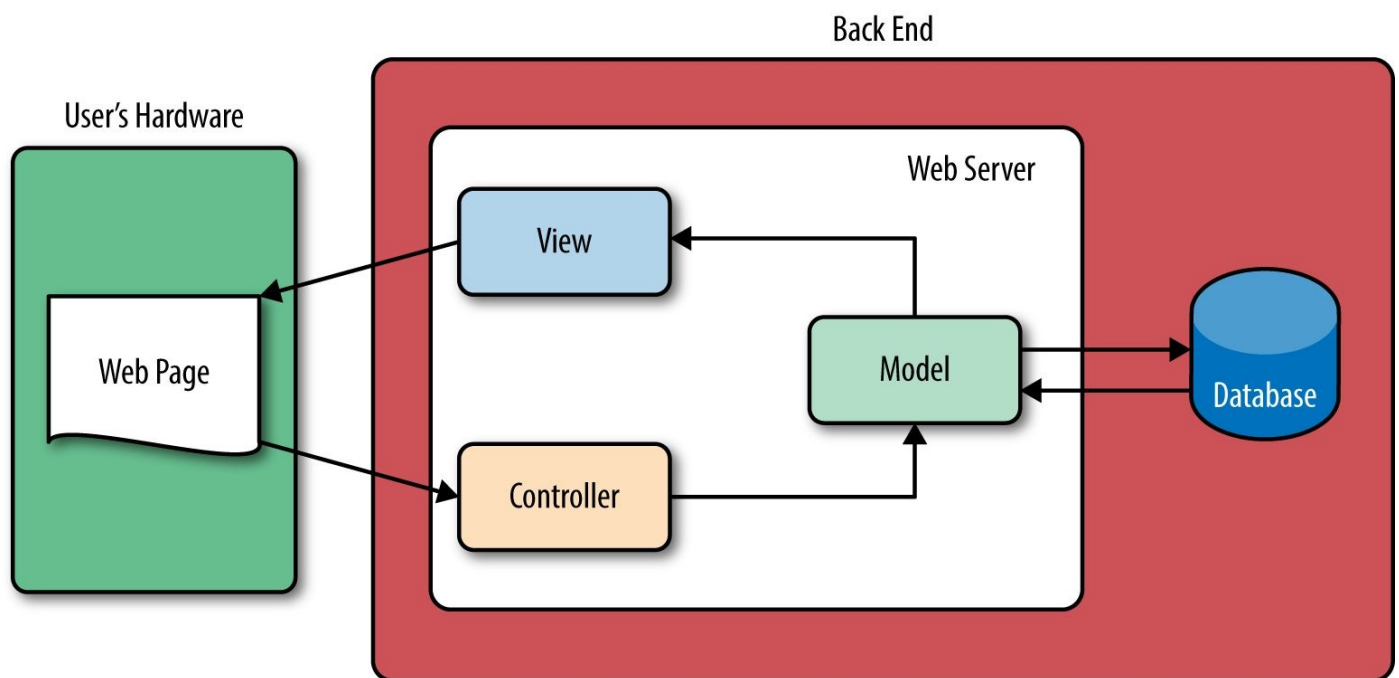 Back End
User’s Hardware
Web Server
View
Web Page
Model
Database
Controller